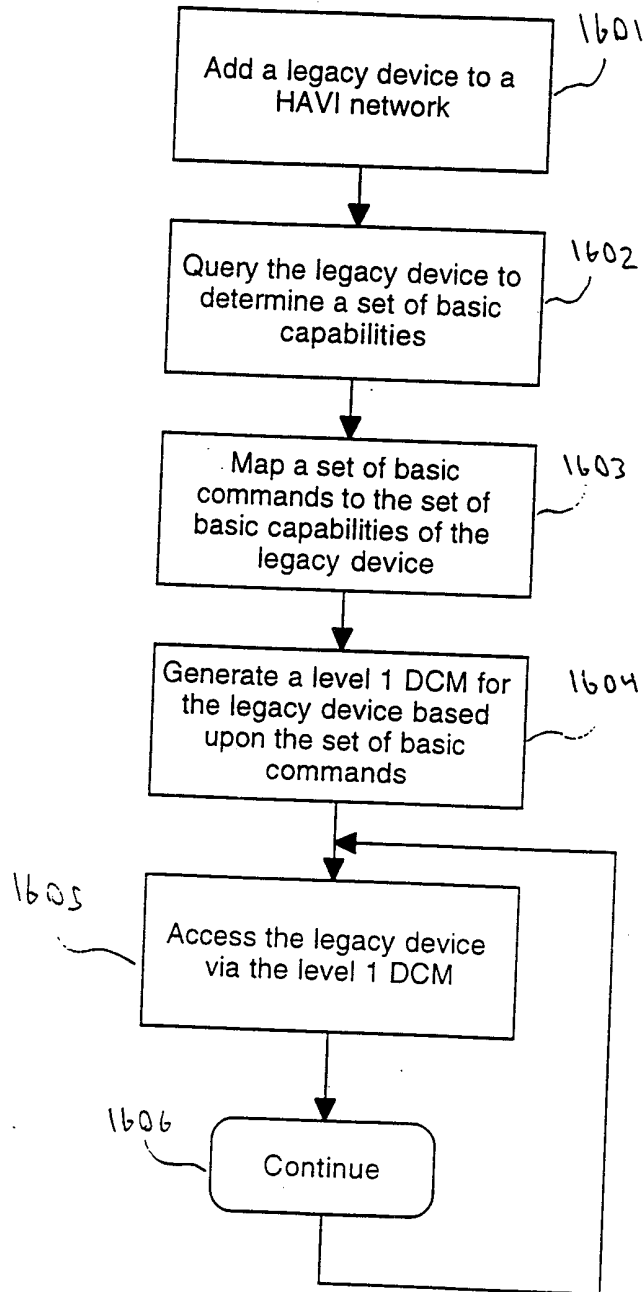 1601
Add a legacy device to a
HAVI network
1602
Query the legacy device to
determine a set of basic
capabilities
1603
Map a set of basic
commands to the set of
basic capabilities of the
legacy device
1604
Generate a level 1 DCM for
the legacy device based
upon the set of basic
commands
1605
Access the legacy device
via the level 1 DCM
1606
Continue